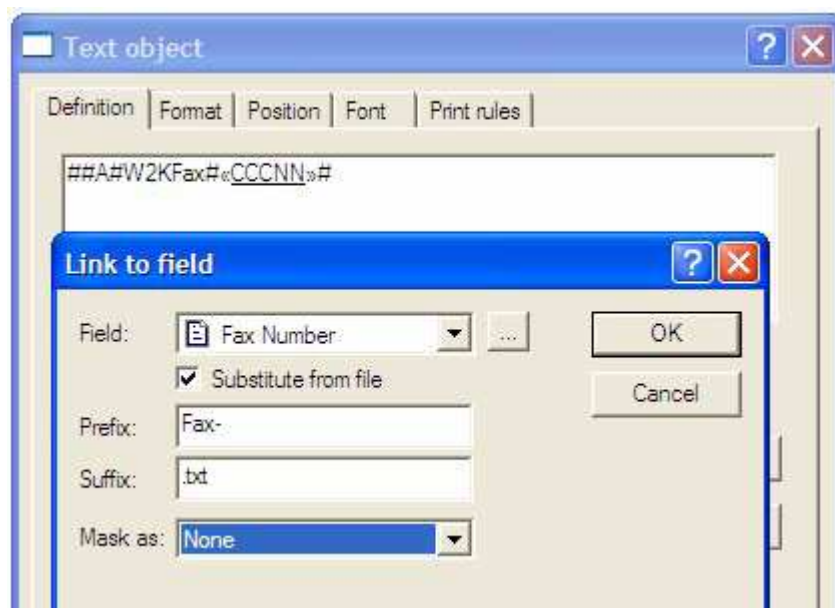 Text object
Definition Format Position Font Print rules
##A#W2KFax#«CCCNN»#
Link to field
Field: Fax Number ... OK
Substitute from file
Cancel
Prefix: Fax-
Suffix: .txt
Mask as: None